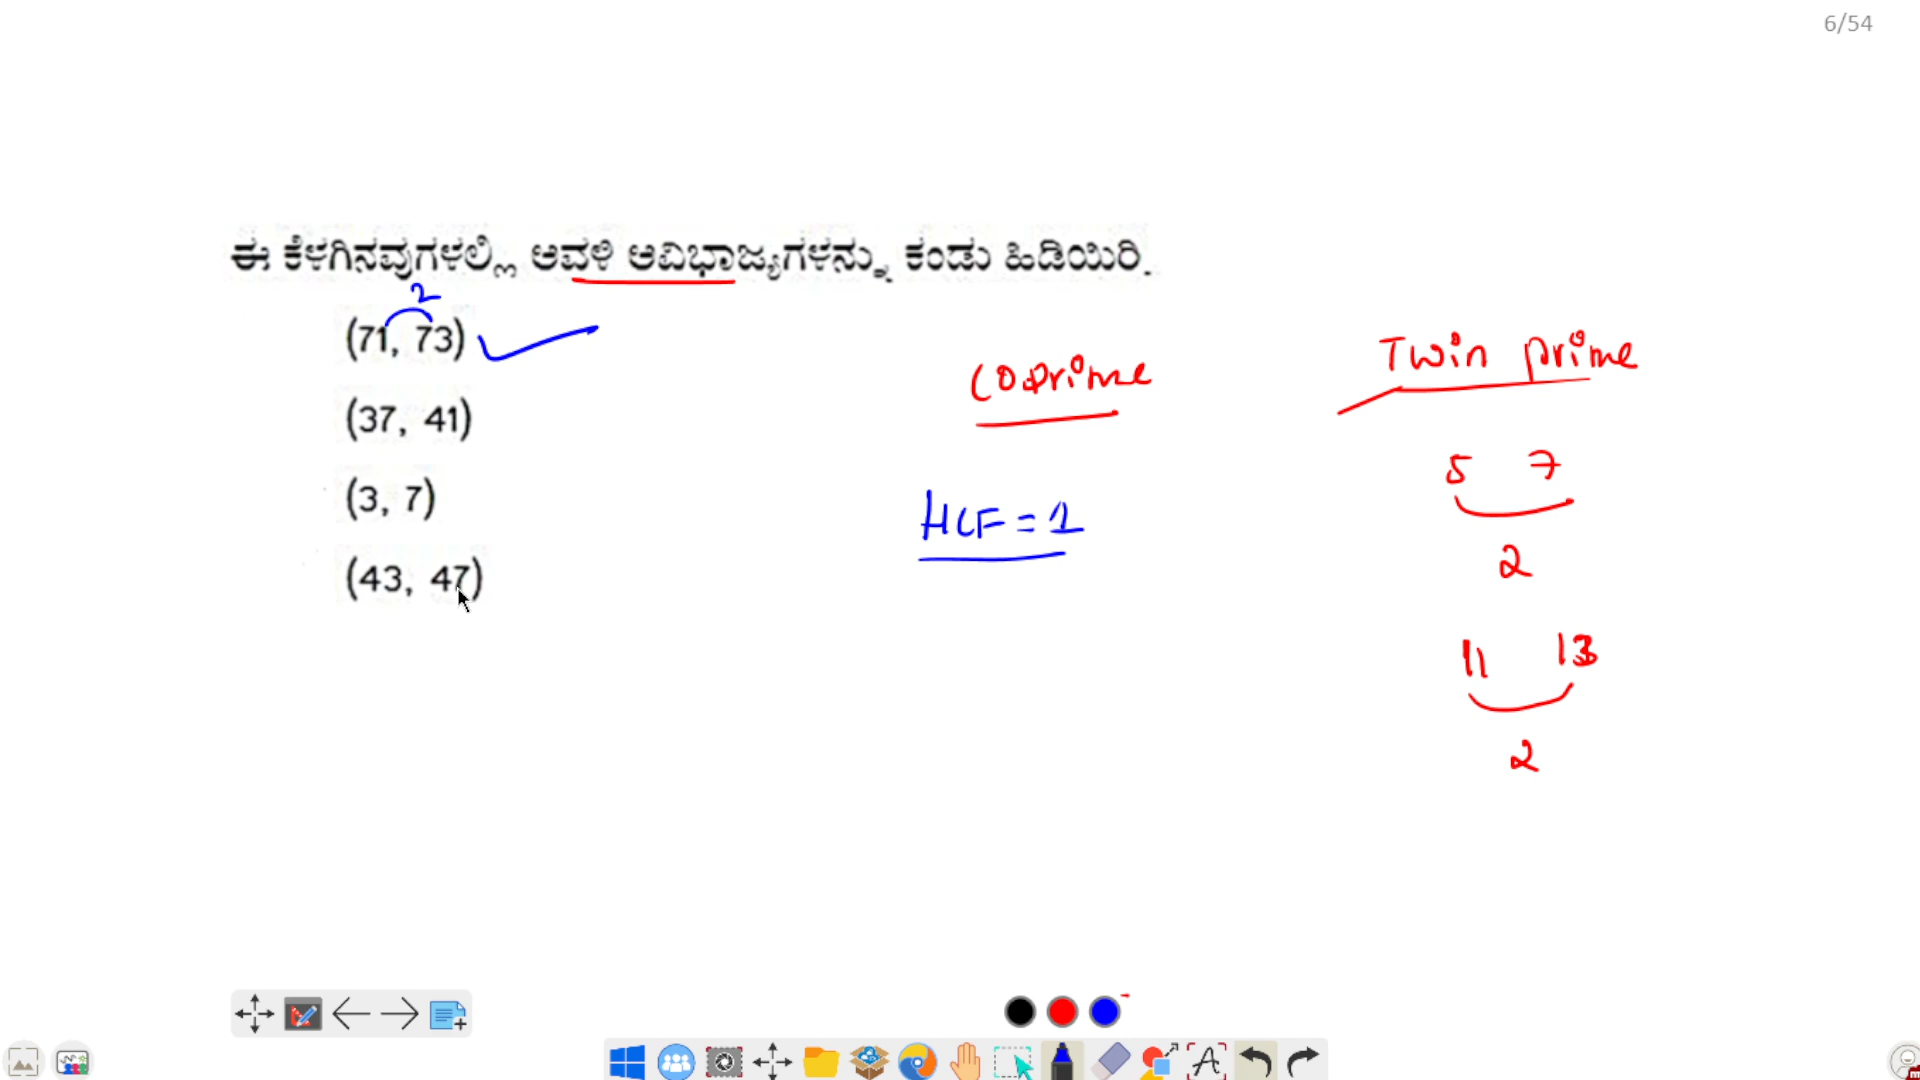 6/54
ಈ ಕೆಳಗಿನವುಗಳಲ್ಲಿ ಅವಳಿ ಅವಿಭಾಜ್ಯಗಳನ್ನು ಕಂಡು ಹಿಡಿಯಿರಿ.
2
(71, 73)
(37, 41)
(3, 7)
(43, 47)
Coprime
HCF = 1
Twin prime
5 7
2
11 13
2